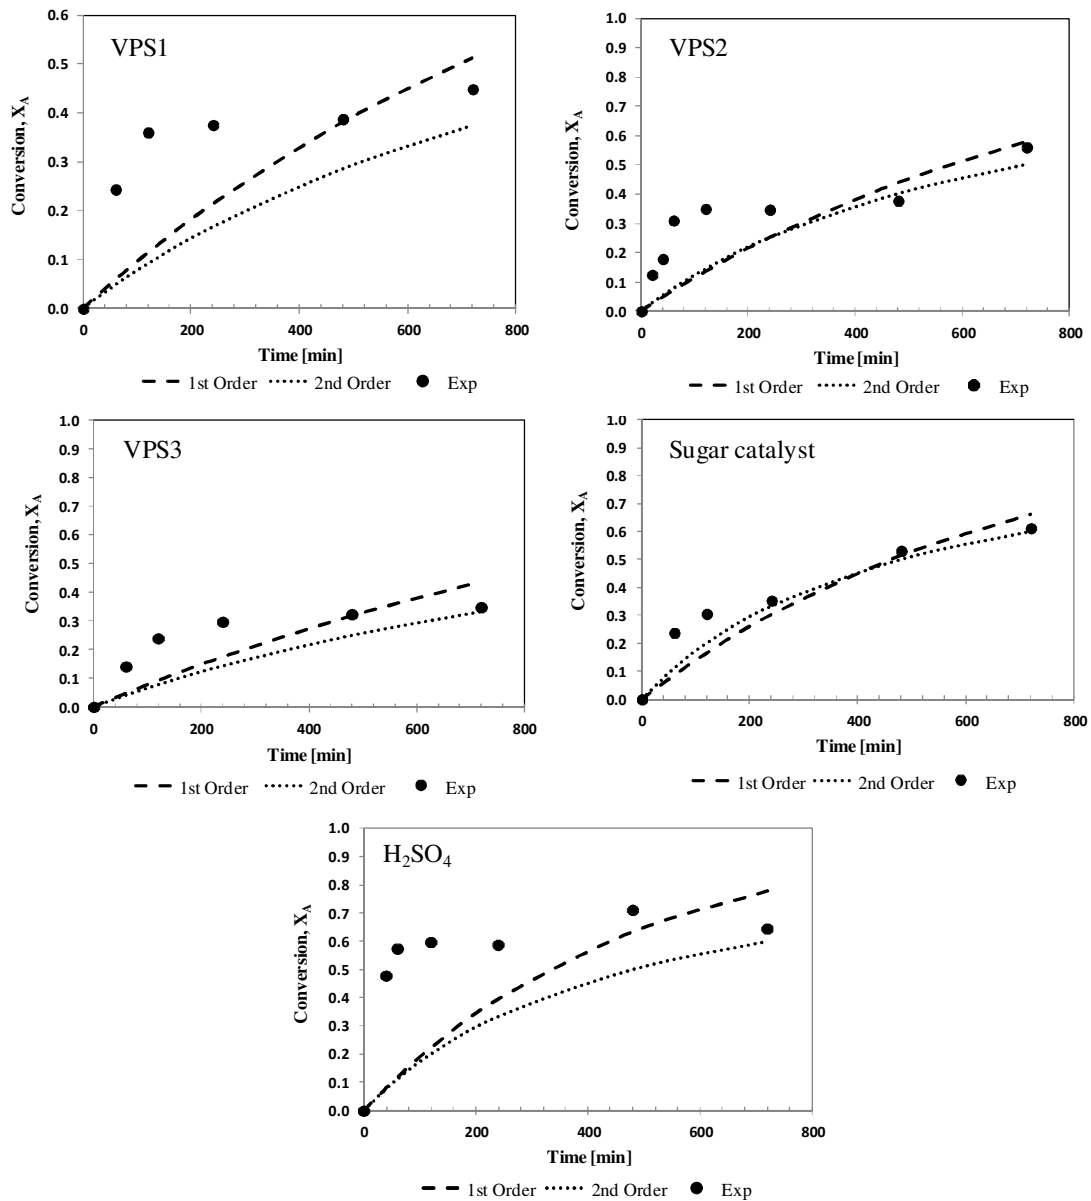 VPS1
0.6
0.5
0.4
0.3
0.2
0.1
0.0
Conversion, X_A
0 200 400 600 800
Time [min]
1st Order 2nd Order Exp
VPS2
1.0
0.9
0.8
0.7
0.6
0.5
0.4
0.3
0.2
0.1
0.0
Conversion, X_A
0 200 400 600 800
Time [min]
1st Order 2nd Order Exp
VPS3
1.0
0.9
0.8
0.7
0.6
0.5
0.4
0.3
0.2
0.1
0.0
Conversion, X_A
0 200 400 600 800
Time [min]
1st Order 2nd Order Exp
Sugar catalyst
1.0
0.9
0.8
0.7
0.6
0.5
0.4
0.3
0.2
0.1
0.0
Conversion, X_A
0 200 400 600 800
Time [min]
1st Order 2nd Order Exp
H₂SO₄
1.0
0.9
0.8
0.7
0.6
0.5
0.4
0.3
0.2
0.1
0.0
Conversion, X_A
0 200 400 600 800
Time [min]
1st Order 2nd Order Exp